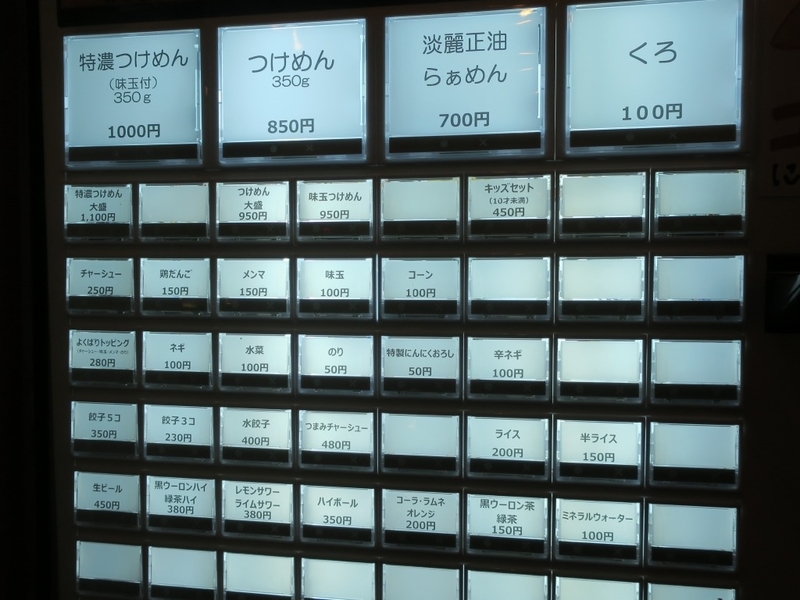 特濃つけめん
（味玉付）
350g
1000円
つけめん
350g
850円
淡麗正油
らぁめん
700円
くろ
100円
特濃つけめん
大盛
1,100円
つけめん
大盛
950円
味玉つけめん
950円
キッズセット
(10才未満)
450円
チャーシュー
250円
鶏だんご
150円
メンマ
150円
味玉
100円
コーン
100円
よくばりトッピング
280円
ネギ
100円
水菜
100円
のり
50円
特製にんにくおろし
50円
辛ネギ
100円
餃子5コ
350円
餃子3コ
230円
水餃子
400円
つまみチャーシュー
480円
ライス
200円
半ライス
150円
生ビール
450円
黒ウーロンハイ
緑茶ハイ
380円
レモンサワー
ライムサワー
380円
ハイボール
350円
コーラ・ラムネ
オレンジ
200円
黒ウーロン茶
緑茶
150円
ミネラルウォーター
100円